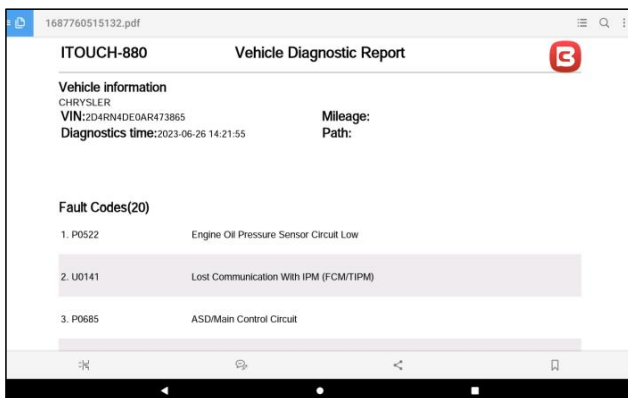 1687760515132.pdf
ITOUCH-880 Vehicle Diagnostic Report
Vehicle information
CHRYSLER
VIN:2D4RN4DE0AR473865 Mileage:
Diagnostics time:2023-06-26 14:21:55 Path:
Fault Codes(20)
1. P0522 Engine Oil Pressure Sensor Circuit Low
2. U0141 Lost Communication With IPM (FCM/TIPM)
3. P0685 ASD/Main Control Circuit